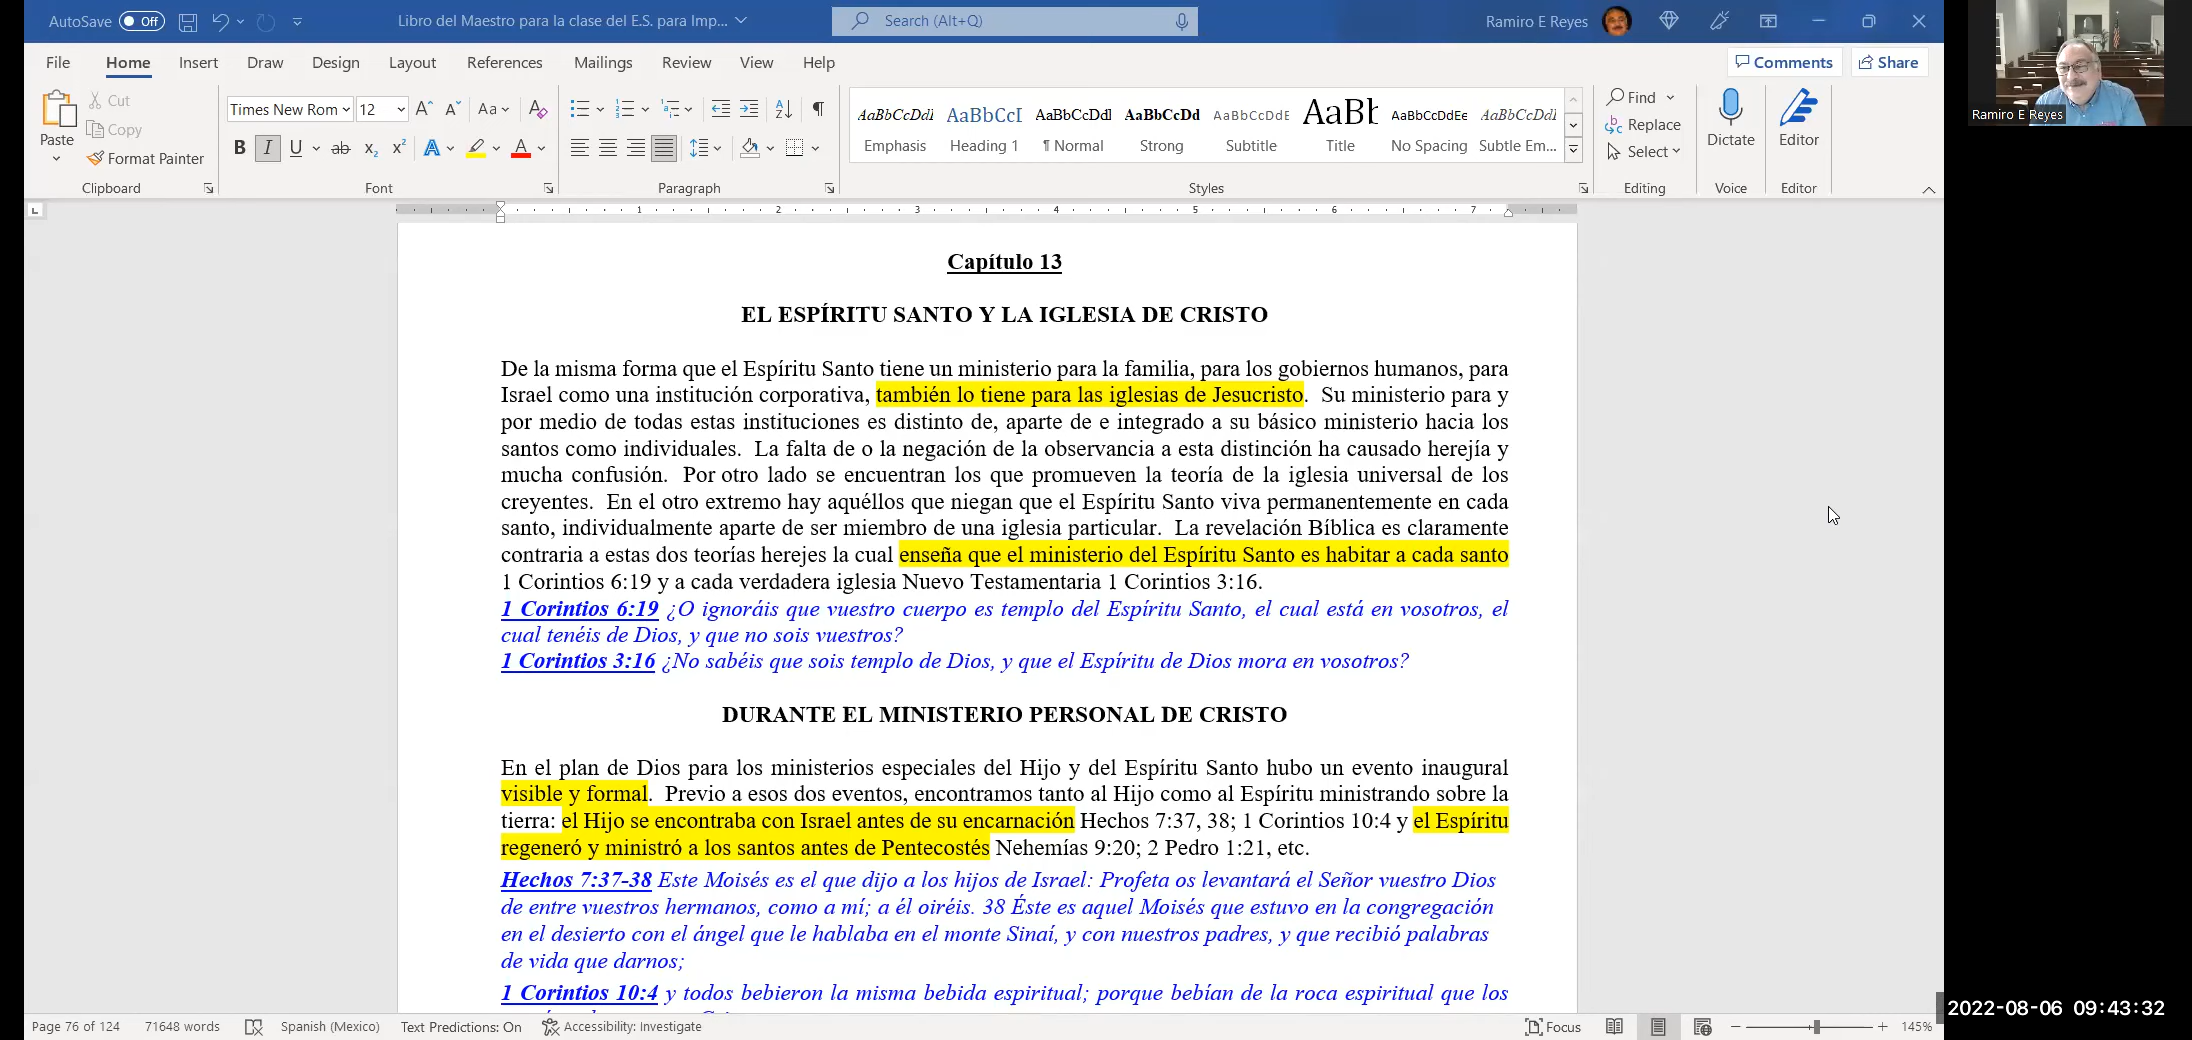 AutoSave Off Libro del Maestro para la clase del E.S. para Imp... Search (Alt+Q) Ramiro E Reyes
File Home Insert Draw Design Layout References Mailings Review View Help Comments Share
Ramiro E Reyes
Paste Cut Copy Format Painter
Times New Rom 12
AaBbCcDdI AaBbCcI AaBbCcDdI AaBbCcDd AaBbCcDdE AaBb AaBbCcDdEe AaBbCcDdI
Emphasis Heading 1 ¶ Normal Strong Subtitle Title No Spacing Subtle Em...
Find Replace Select
Dictate Editor
Clipboard Font Paragraph Styles Editing Voice Editor
1 2 3 4 5 6 7
Capítulo 13
EL ESPÍRITU SANTO Y LA IGLESIA DE CRISTO
De la misma forma que el Espíritu Santo tiene un ministerio para la familia, para los gobiernos humanos, para
Israel como una institución corporativa, también lo tiene para las iglesias de Jesucristo. Su ministerio para y
por medio de todas estas instituciones es distinto de, aparte de e integrado a su básico ministerio hacia los
santos como individuales. La falta de o la negación de la observancia a esta distinción ha causado herejía y
mucha confusión. Por otro lado se encuentran los que promueven la teoría de la iglesia universal de los
creyentes. En el otro extremo hay aquéllos que niegan que el Espíritu Santo viva permanentemente en cada
santo, individualmente aparte de ser miembro de una iglesia particular. La revelación Bíblica es claramente
contraria a estas dos teorías herejes la cual enseña que el ministerio del Espíritu Santo es habitar a cada santo
1 Corintios 6:19 y a cada verdadera iglesia Nuevo Testamentaria 1 Corintios 3:16.
1 Corintios 6:19 ¿O ignoráis que vuestro cuerpo es templo del Espíritu Santo, el cual está en vosotros, el
cual tenéis de Dios, y que no sois vuestros?
1 Corintios 3:16 ¿No sabéis que sois templo de Dios, y que el Espíritu de Dios mora en vosotros?
DURANTE EL MINISTERIO PERSONAL DE CRISTO
En el plan de Dios para los ministerios especiales del Hijo y del Espíritu Santo hubo un evento inaugural
visible y formal. Previo a esos dos eventos, encontramos tanto al Hijo como al Espíritu ministrando sobre la
tierra: el Hijo se encontraba con Israel antes de su encarnación Hechos 7:37, 38; 1 Corintios 10:4 y el Espíritu
regeneró y ministró a los santos antes de Pentecostés Nehemías 9:20; 2 Pedro 1:21, etc.
Hechos 7:37-38 Este Moisés es el que dijo a los hijos de Israel: Profeta os levantará el Señor vuestro Dios
de entre vuestros hermanos, como a mí; a él oiréis. 38 Éste es aquel Moisés que estuvo en la congregación
en el desierto con el ángel que le hablaba en el monte Sinaí, y con nuestros padres, y que recibió palabras
de vida que darnos;
1 Corintios 10:4 y todos bebieron la misma bebida espiritual; porque bebían de la roca espiritual que los
2022-08-06 09:43:32
Page 76 of 124 71648 words Spanish (Mexico) Text Predictions: On Accessibility: Investigate Focus 145%